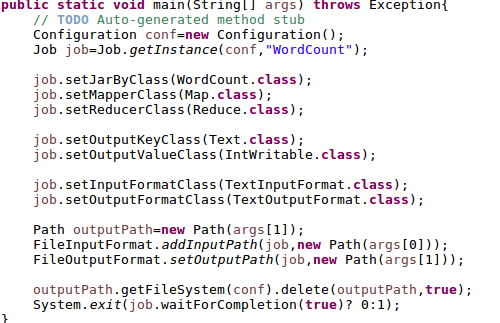 public static void main(String[] args) throws Exception{
// TODO Auto-generated method stub
Configuration conf=new Configuration();
Job job=Job.getInstance(conf,"WordCount");
job.setJarByClass(WordCount.class);
job.setMapperClass(Map.class);
job.setReducerClass(Reduce.class);
job.setOutputKeyClass(Text.class);
job.setOutputValueClass(IntWritable.class);
job.setInputFormatClass(TextInputFormat.class);
job.setOutputFormatClass(TextOutputFormat.class);
Path outputPath=new Path(args[1]);
FileInputFormat.addInputPath(job,new Path(args[0]));
FileOutputFormat.setOutputPath(job,new Path(args[1]));
outputPath.getFileSystem(conf).delete(outputPath,true);
System.exit(job.waitForCompletion(true)? 0:1);
}